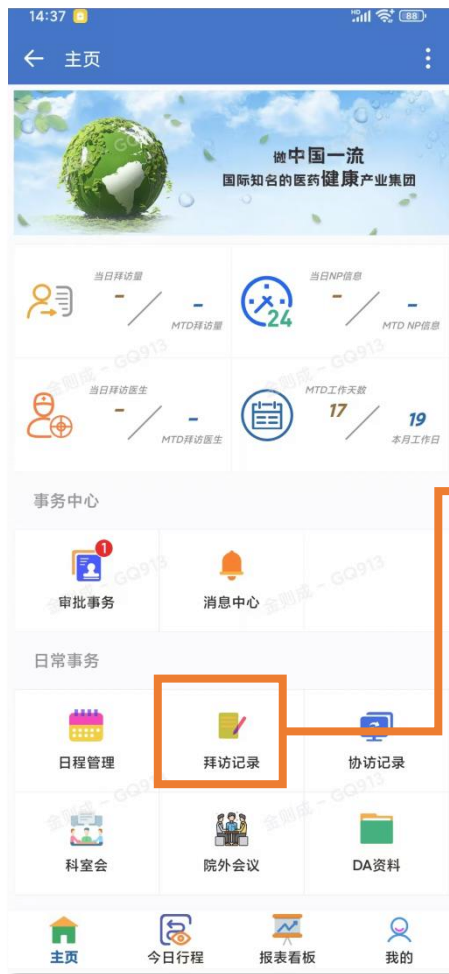 14:37 88
主页
做中国一流
国际知名的医药健康产业集团
当日拜访量
-
/
-
MTD拜访量
当日NP信息
24
-
/
-
MTD NP信息
当日拜访医生
-
/
-
MTD拜访医生
MTD工作天数
17
/
19
本月工作日
金则成 - GQ913
事务中心
1
审批事务
消息中心
日常事务
日程管理
拜访记录
协访记录
科室会
院外会议
DA资料
主页
今日行程
报表看板
我的